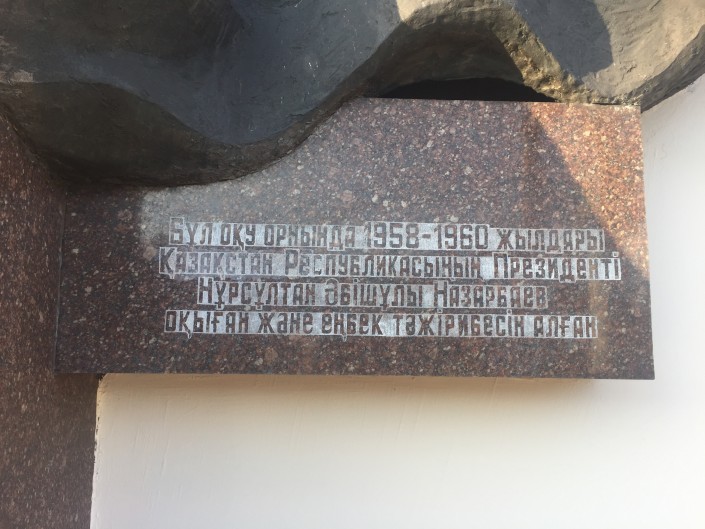 Бұл оқу орнында 1958-1960 жылдары
Қазақстан Республикасының Президенті
Нұрсұлтан Әбішұлы Назарбаев
оқыған және еңбек тәжірибесін алған